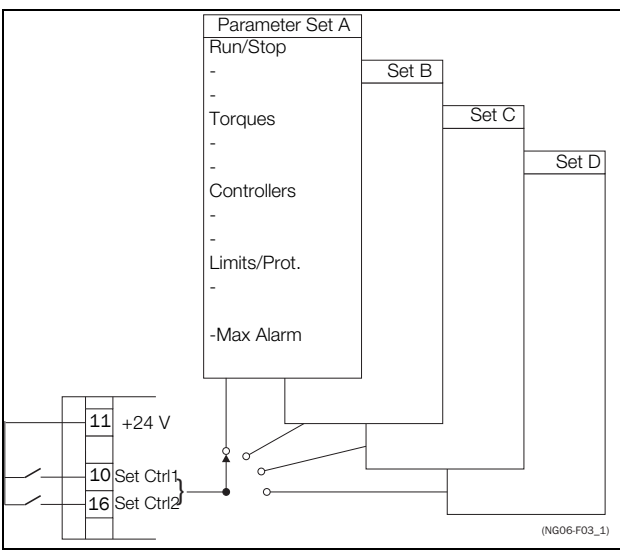 Parameter Set A
Run/Stop
-
-
Torques
-
-
Controllers
-
-
Limits/Prot.
-
-Max Alarm
Set B
Set C
Set D
11 +24 V
10 Set Ctrl1
16 Set Ctrl2
}
(NG06-F03_1)